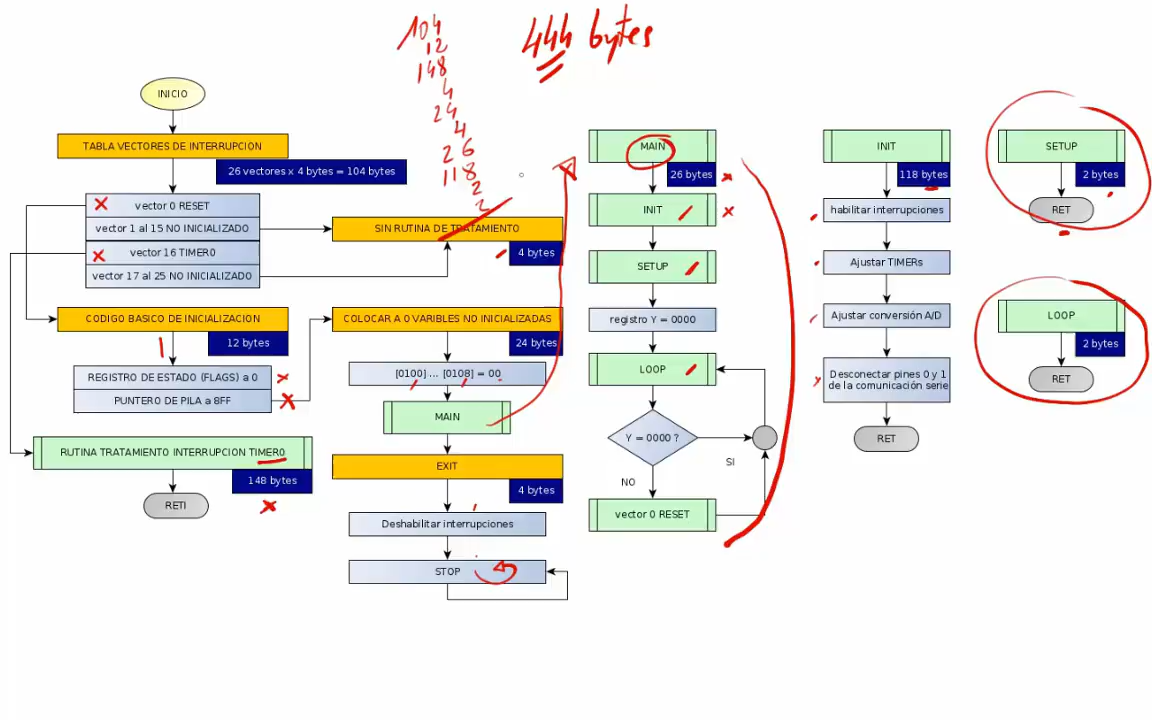 104
12
148
4
24
4
26
118
2
2
444 bytes
INICIO
TABLA VECTORES DE INTERRUPCION
26 vectores x 4 bytes = 104 bytes
vector 0 RESET
vector 1 al 15 NO INICIALIZADO
vector 16 TIMER0
vector 17 al 25 NO INICIALIZADO
SIN RUTINA DE TRATAMIENTO
4 bytes
CODIGO BASICO DE INICIALIZACION
12 bytes
REGISTRO DE ESTADO (FLAGS) a 0
PUNTERO DE PILA a 8FF
RUTINA TRATAMIENTO INTERRUPCION TIMER0
148 bytes
RETI
COLOCAR A 0 VARIBLES NO INICIALIZADAS
24 bytes
[0100] ... [0108] = 00
MAIN
EXIT
4 bytes
Deshabilitar interrupciones
STOP
MAIN
26 bytes
INIT
SETUP
registro Y = 0000
LOOP
Y = 0000 ?
SI
NO
vector 0 RESET
INIT
118 bytes
habilitar interrupciones
Ajustar TIMERs
Ajustar conversión A/D
Desconectar pines 0 y 1
de la comunicación serie
RET
SETUP
2 bytes
RET
LOOP
2 bytes
RET